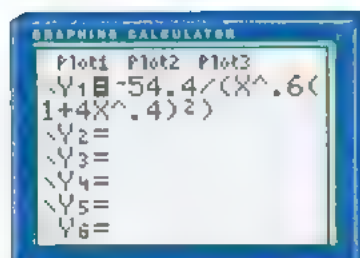 GRAPHING CALCULATOR
Plot1 Plot2 Plot3
\Y₁=⁻54.4/(X^.6(
1+4X^.4)²)
\Y₂=
\Y₃=
\Y₄=
\Y₅=
Y₆=